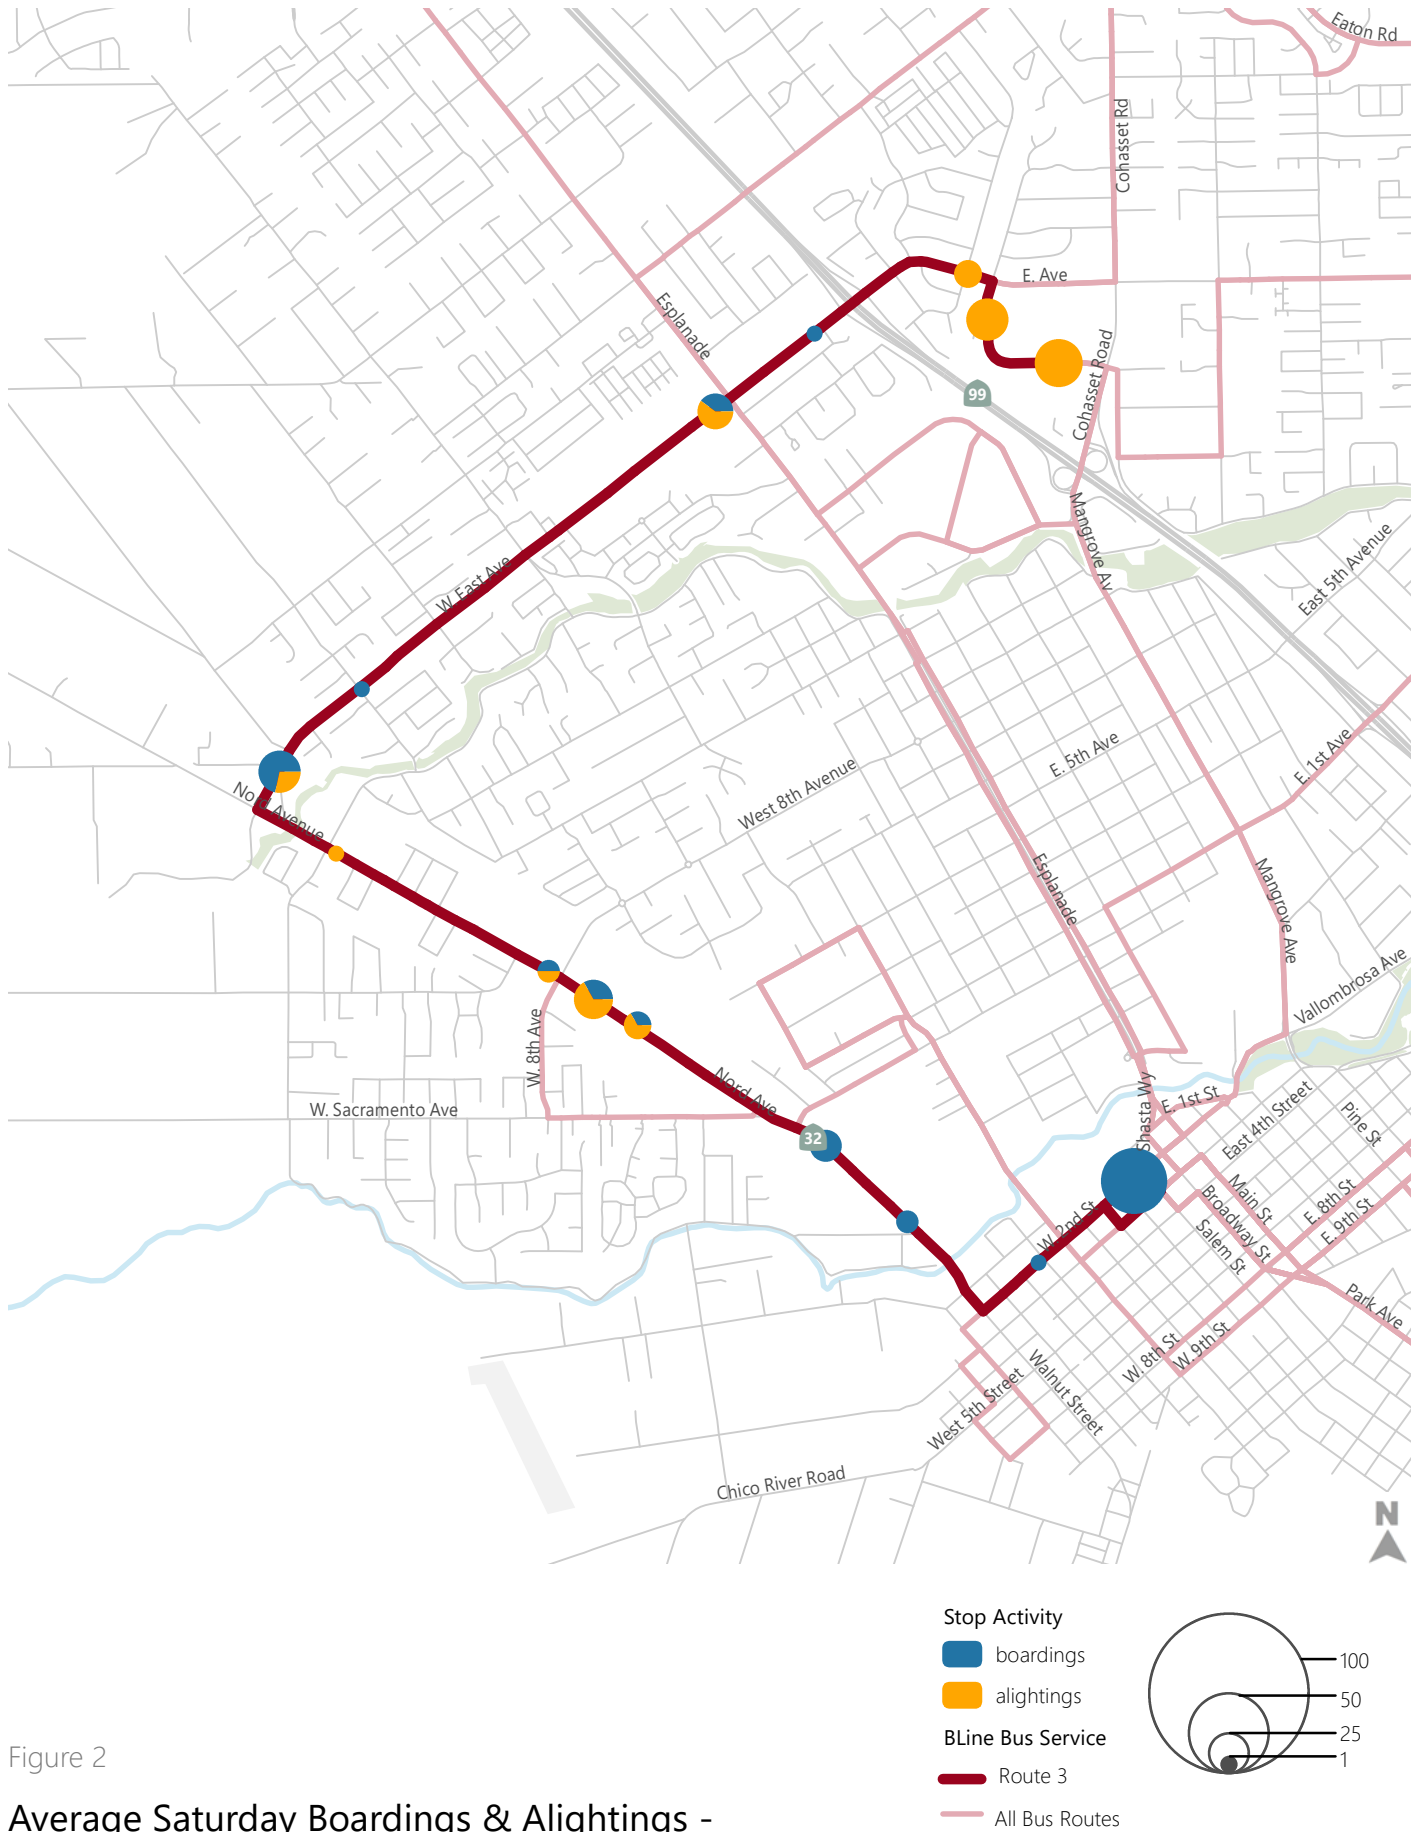 Eaton Rd
Cohasset Rd
E. Ave
Esplanade
Cohasset Road
99
Mangrove Av
East 5th Avenue
W. East Ave
E. 5th Ave
E. 1st Ave
West 8th Avenue
Nord Avenue
Esplanade
Mangrove Ave
Vallombrosa Ave
W. 8th Ave
Nord Ave
W. Sacramento Ave
32
Shasta Wy
E. 1st St
East 4th Street
Pine St
Main St
Broadway St
Salem St
E. 8th St
E. 9th St
W. 2nd St
Park Ave
W. 8th St
W. 9th St
Walnut Street
West 5th Street
Chico River Road
N
Stop Activity
boardings
alightings
BLine Bus Service
Route 3
All Bus Routes
100
50
25
1
Figure 2
Average Saturday Boardings & Alightings -